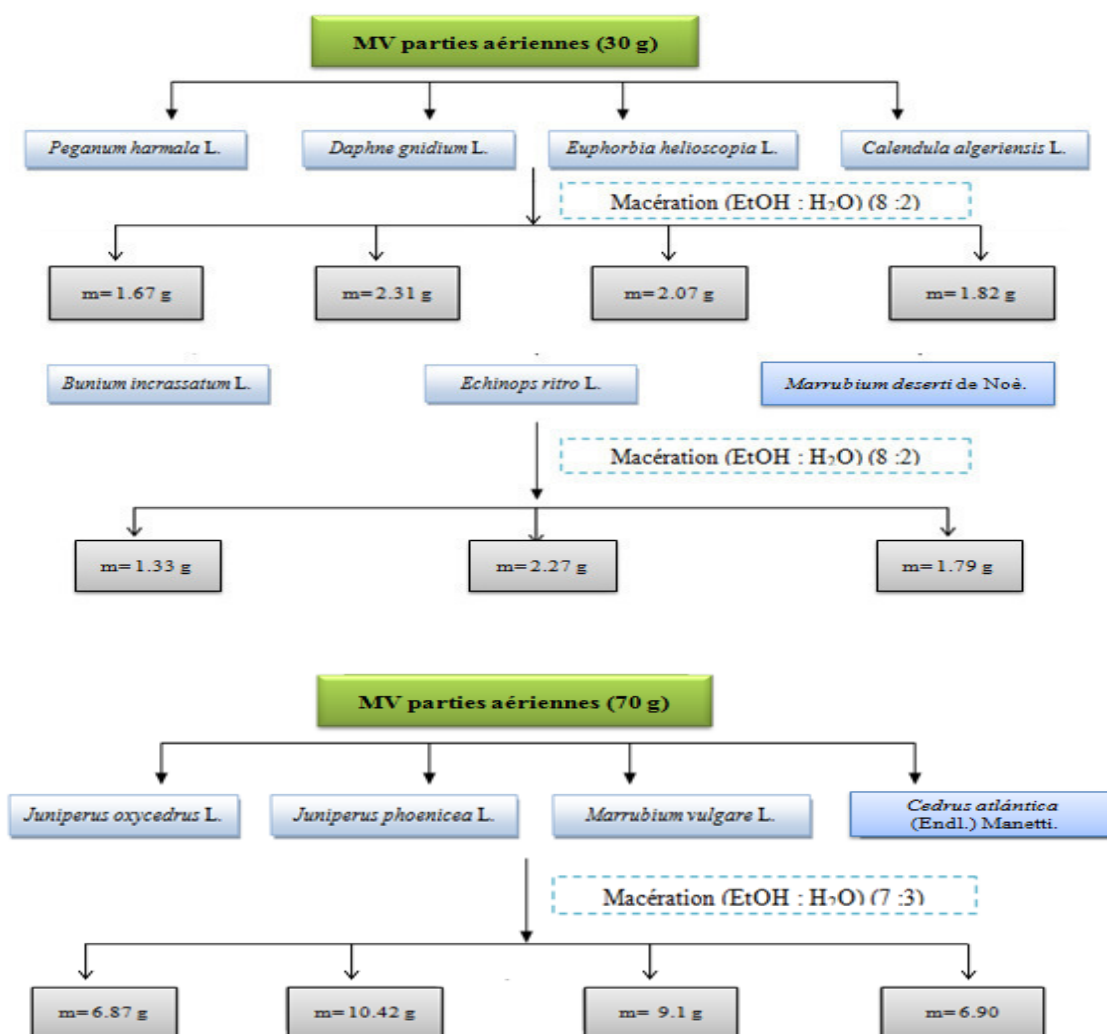 MV parties aériennes (30 g)
Peganum harmala L.
Daphne gnidium L.
Euphorbia helioscopia L.
Calendula algeriensis L.
Macération (EtOH : H₂O) (8 :2)
m= 1.67 g
m= 2.31 g
m= 2.07 g
m= 1.82 g
Bunium incrassatum L.
Echinops ritro L.
Marrubium deserti de Noè.
Macération (EtOH : H₂O) (8 :2)
m= 1.33 g
m= 2.27 g
m= 1.79 g
MV parties aériennes (70 g)
Juniperus oxycedrus L.
Juniperus phoenicea L.
Marrubium vulgare L.
Cedrus atlántica
(Endl.) Manetti.
Macération (EtOH : H₂O) (7 :3)
m= 6.87 g
m=10.42 g
m= 9.1 g
m= 6.90